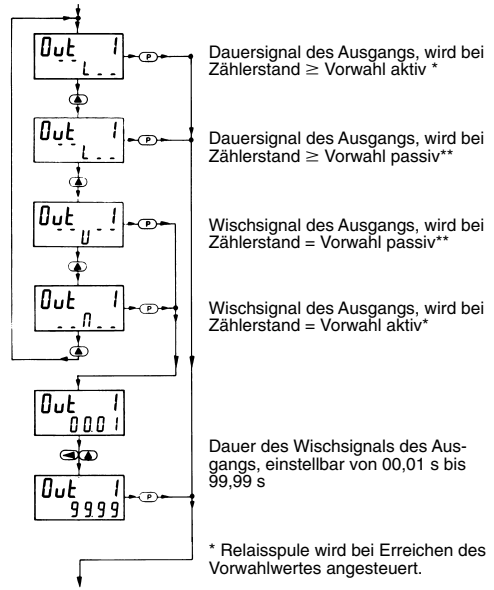 Out 1
P
Dauersignal des Ausgangs, wird bei
Zählerstand ≥ Vorwahl aktiv *
Out 1
P
Dauersignal des Ausgangs, wird bei
Zählerstand ≥ Vorwahl passiv**
Out 1
P
Wischsignal des Ausgangs, wird bei
Zählerstand = Vorwahl passiv**
Out 1
P
Wischsignal des Ausgangs, wird bei
Zählerstand = Vorwahl aktiv*
Out 1
00.01
Out 1
99.99
P
Dauer des Wischsignals des Aus-
gangs, einstellbar von 00,01 s bis
99,99 s
* Relaisspule wird bei Erreichen des
Vorwahlwertes angesteuert.